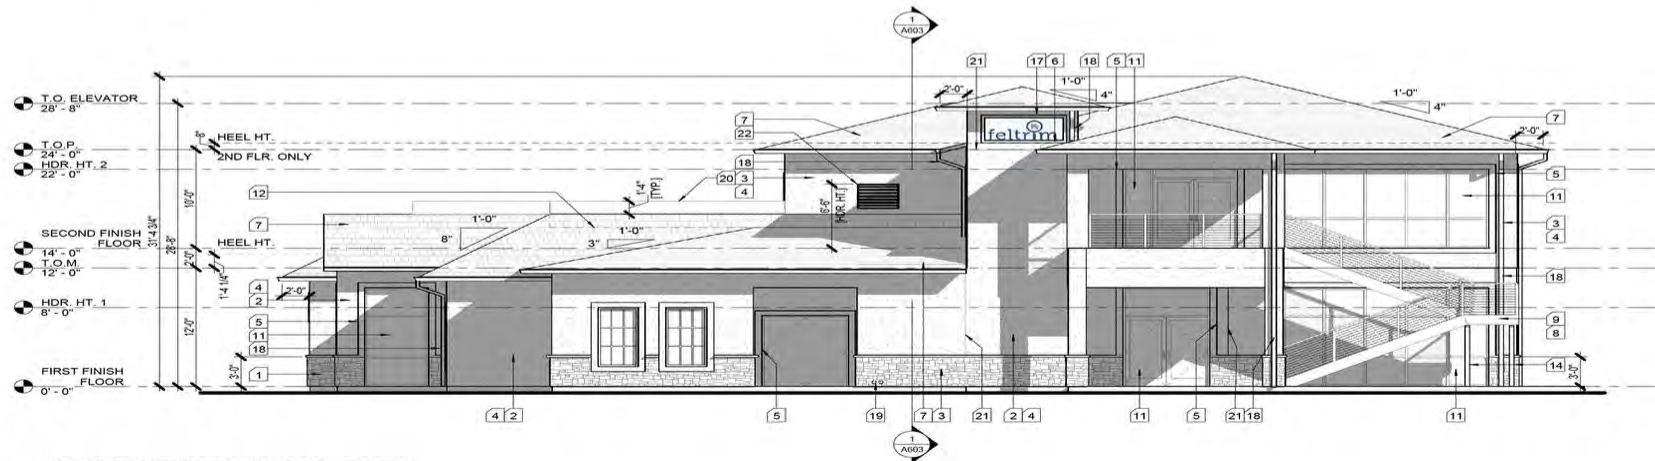 1
A603
21
17
6
18
5
11
T.O. ELEVATOR
28' - 8"
2'-0"
1'-0"
4"
1'-0"
4"
8"
HEEL HT.
7
22
feltrim
7
2'-0"
T.O.P.
24' - 0"
2ND FLR. ONLY
HDR. HT. 2
22' - 0"
18
20
3
4
5
12
1'-4"
[TYP.]
6'-6"
[HDR. HT.]
11
31'-4 3/4"
28'-8"
10'-0"
7
1'-0"
8"
1'-0"
3"
3
4
SECOND FINISH
FLOOR
14' - 0"
HEEL HT.
2'-0"
T.O.M.
12' - 0"
1'-4 1/4"
18
4
2
2'-0"
HDR. HT. 1
8' - 0"
12'-0"
5
11
18
9
8
FIRST FINISH
FLOOR
0' - 0"
3'-0"
1
14
3'-0"
4
2
5
19
7
3
21
2
4
11
5
21
18
11
1
A603